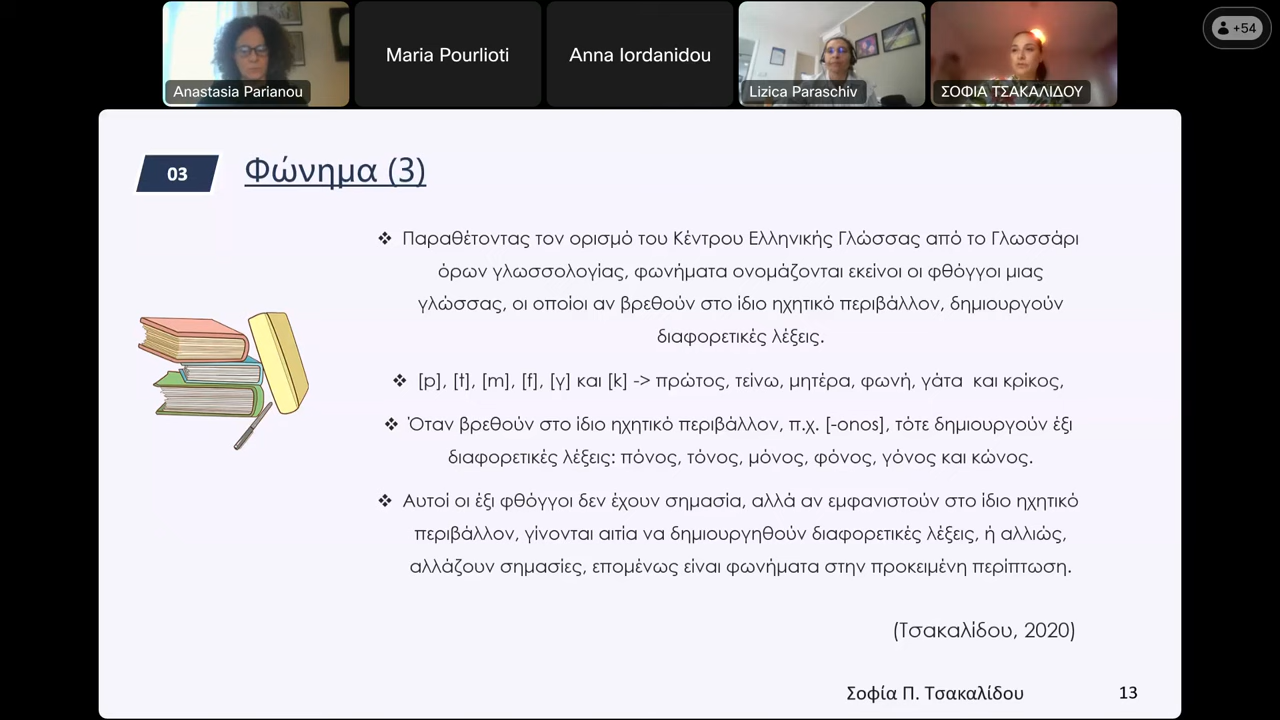 Anastasia Parianou
Maria Pourlioti
Anna Iordanidou
Lizica Paraschiv
ΣΟΦΙΑ ΤΣΑΚΑΛΙΔΟΥ
+54
03
Φώνημα (3)
❖ Παραθέτοντας τον ορισμό του Κέντρου Ελληνικής Γλώσσας από το Γλωσσάρι
όρων γλωσσολογίας, φωνήματα ονομάζονται εκείνοι οι φθόγγοι μιας
γλώσσας, οι οποίοι αν βρεθούν στο ίδιο ηχητικό περιβάλλον, δημιουργούν
διαφορετικές λέξεις.
❖ [p], [t], [m], [f], [γ] και [k] -> πρώτος, τείνω, μητέρα, φωνή, γάτα και κρίκος,
❖ Όταν βρεθούν στο ίδιο ηχητικό περιβάλλον, π.χ. [-onos], τότε δημιουργούν έξι
διαφορετικές λέξεις: πόνος, τόνος, μόνος, φόνος, γόνος και κώνος.
❖ Αυτοί οι έξι φθόγγοι δεν έχουν σημασία, αλλά αν εμφανιστούν στο ίδιο ηχητικό
περιβάλλον, γίνονται αιτία να δημιουργηθούν διαφορετικές λέξεις, ή αλλιώς,
αλλάζουν σημασίες, επομένως είναι φωνήματα στην προκειμένη περίπτωση.
(Τσακαλίδου, 2020)
Σοφία Π. Τσακαλίδου
13